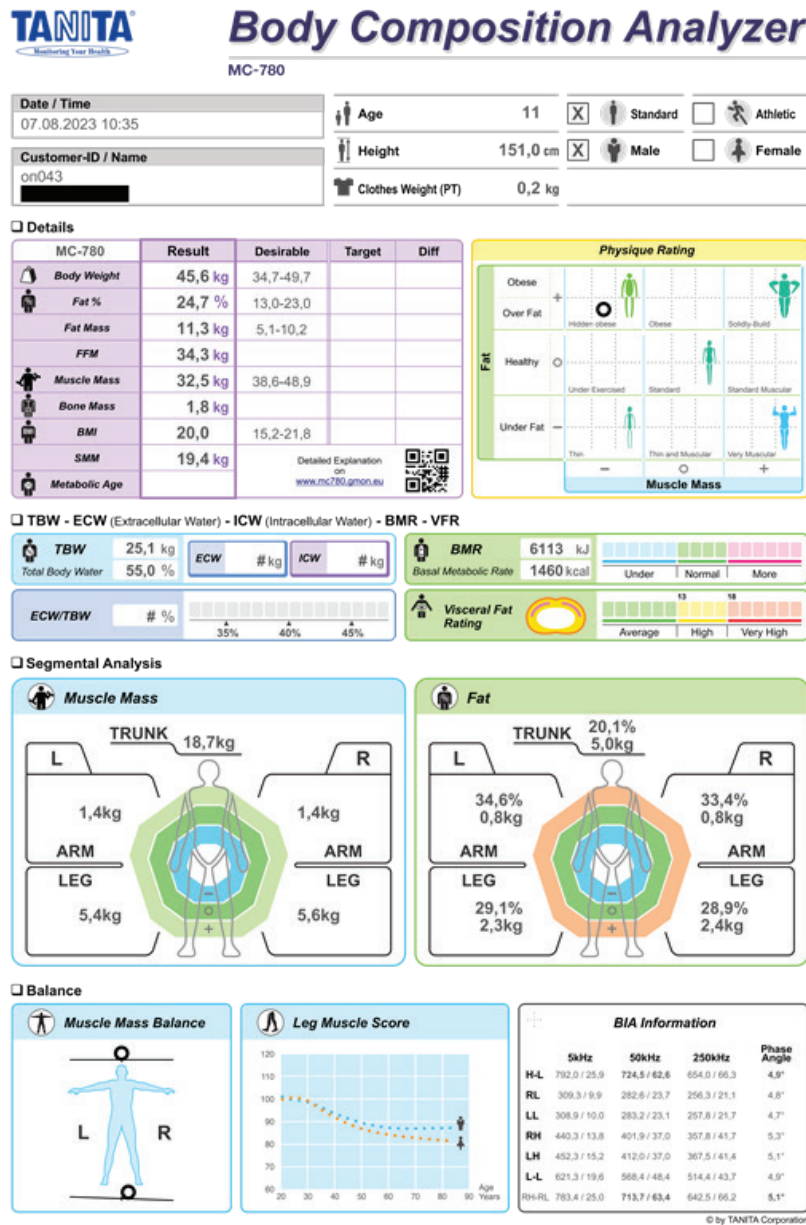 TANITA®
Monitoring Your Health
Body Composition Analyzer
MC-780
Date / Time
07.08.2023 10:35
Customer-ID / Name
on043
Age 11 X Standard Athletic
Height 151,0 cm X Male Female
Clothes Weight (PT) 0,2 kg
Details
MC-780 Result Desirable Target Diff
Body Weight 45,6 kg 34,7-49,7
Fat % 24,7 % 13,0-23,0
Fat Mass 11,3 kg 5,1-10,2
FFM 34,3 kg
Muscle Mass 32,5 kg 38,6-48,9
Bone Mass 1,8 kg
BMI 20,0 15,2-21,8
SMM 19,4 kg
Metabolic Age
Detailed Explanation
on
www.mc780.gmon.eu
Physique Rating
Fat
Obese
+
Over Fat
Hidden obese Obese Solidly-Build
Healthy O
Under Exercised Standard Standard Muscular
Under Fat −
Thin Thin and Muscular Very Muscular
− O +
Muscle Mass
TBW - ECW (Extracellular Water) - ICW (Intracellular Water) - BMR - VFR
TBW 25,1 kg
Total Body Water 55,0 %
ECW # kg ICW # kg
BMR 6113 kJ
Basal Metabolic Rate 1460 kcal
Under Normal More
ECW/TBW # %
35% 40% 45%
Visceral Fat
Rating
13 18
Average High Very High
Segmental Analysis
Muscle Mass
TRUNK 18,7kg
L R
1,4kg 1,4kg
ARM ARM
LEG LEG
5,4kg 5,6kg
− O +
Fat
TRUNK 20,1%
5,0kg
L R
34,6% 33,4%
0,8kg 0,8kg
ARM ARM
LEG LEG
29,1% 28,9%
2,3kg 2,4kg
− O +
Balance
Muscle Mass Balance
L R
Leg Muscle Score
120
110
100
90
80
70
60
20 30 40 50 60 70 80 90
Age
Years
BIA Information
5kHz 50kHz 250kHz Phase Angle
H-L 792,0 / 25,9 724,5 / 62,6 654,0 / 66,3 4,9°
RL 309,3 / 9,9 282,6 / 23,7 256,3 / 21,1 4,8°
LL 308,9 / 10,0 283,2 / 23,1 257,8 / 21,7 4,7°
RH 440,3 / 13,8 401,9 / 37,0 357,8 / 41,7 5,3°
LH 452,3 / 15,2 412,0 / 37,0 367,5 / 41,4 5,1°
L-L 621,3 / 19,6 568,4 / 48,4 514,4 / 43,7 4,9°
RH-RL 783,4 / 25,0 713,7 / 63,4 642,5 / 66,2 5,1°
© by TANITA Corporation